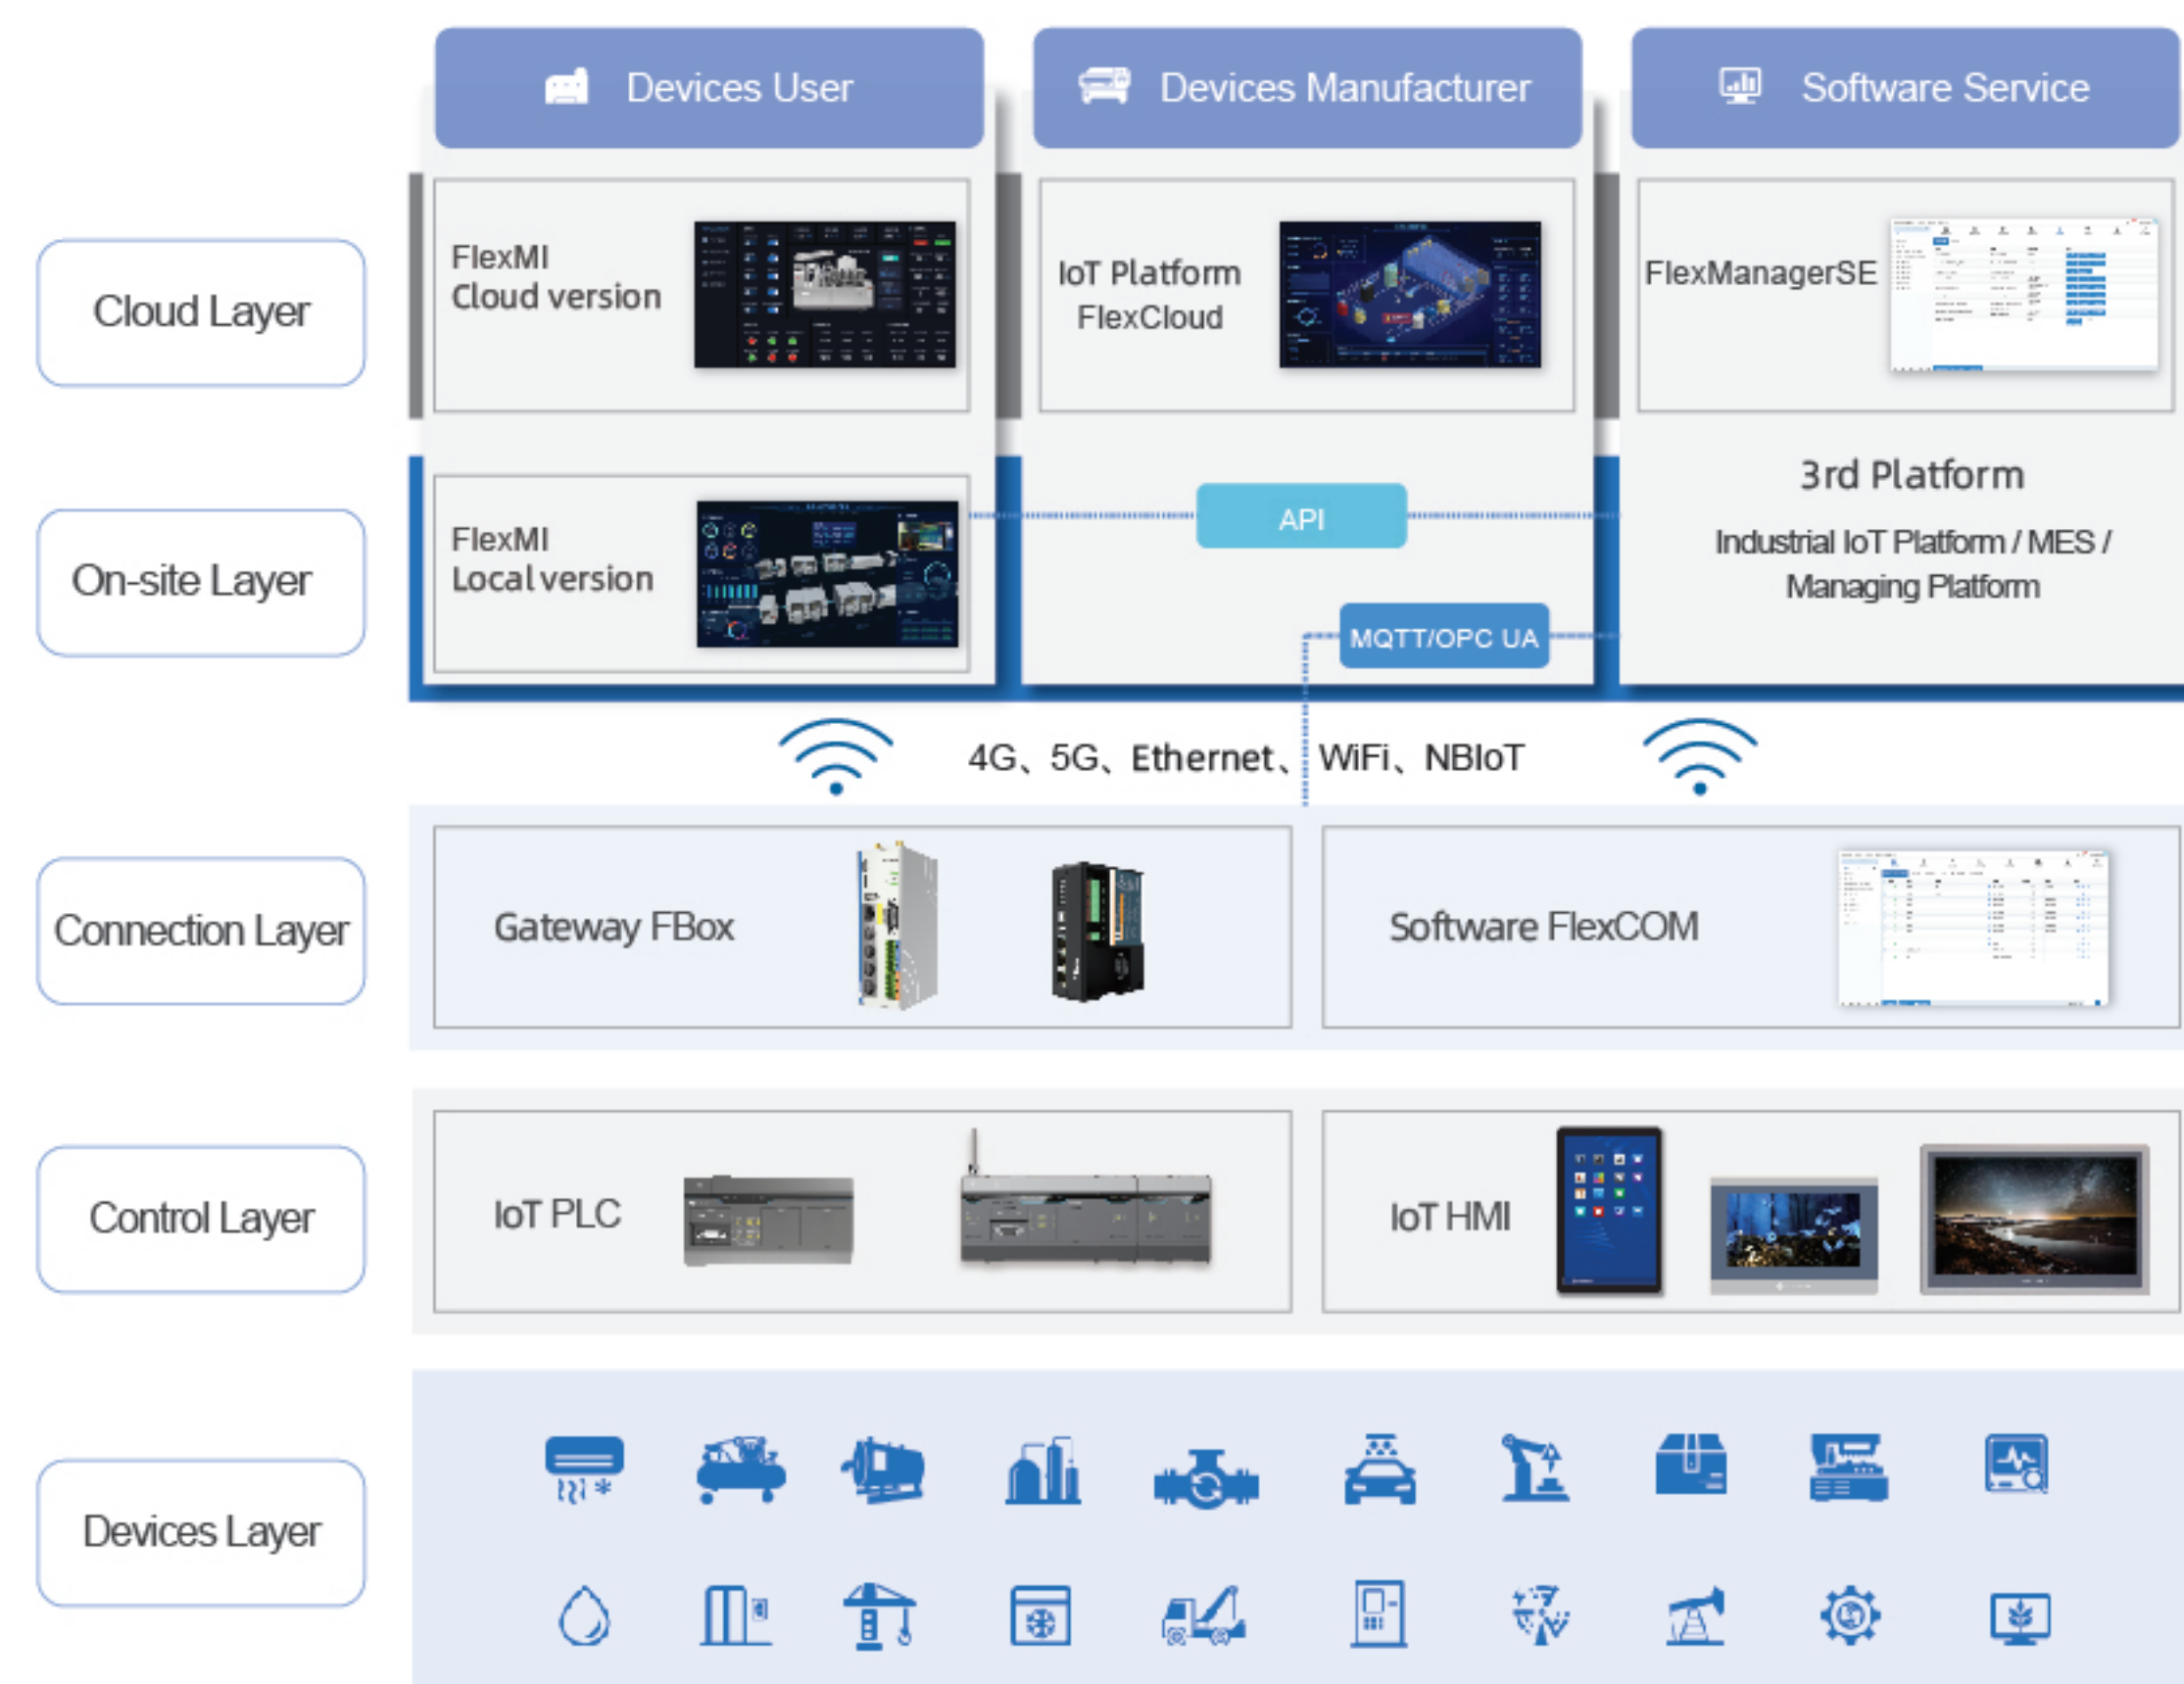 Devices User
Devices Manufacturer
Software Service
Cloud Layer
FlexMI
Cloud version
IoT Platform
FlexCloud
FlexManagerSE
On-site Layer
FlexMI
Local version
API
MQTT/OPC UA
3rd Platform
Industrial IoT Platform / MES /
Managing Platform
4G、5G、Ethernet、WiFi、NBIoT
Connection Layer
Gateway FBox
Software FlexCOM
Control Layer
IoT PLC
IoT HMI
Devices Layer